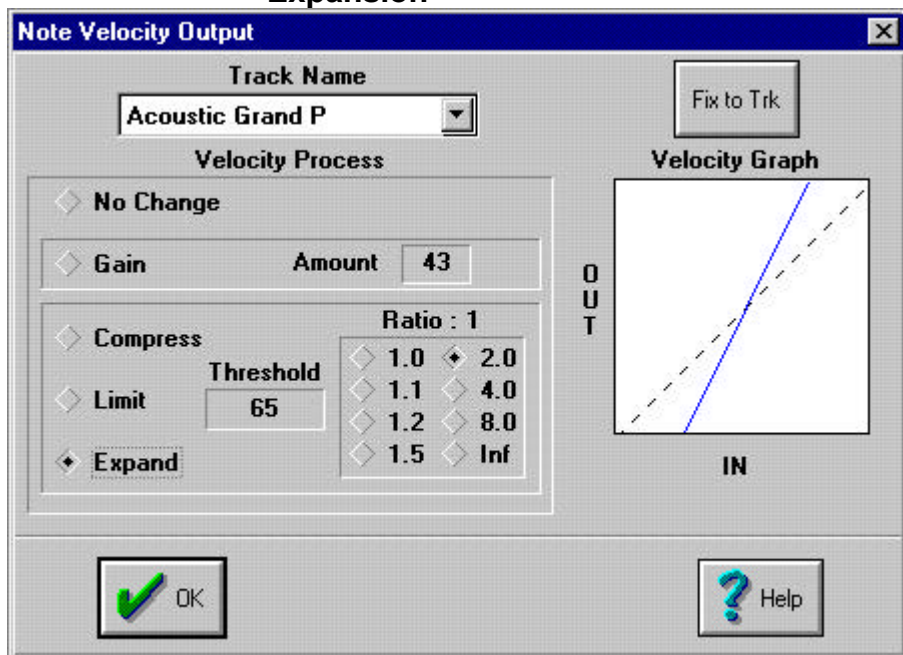 Expansion
Note Velocity Output
Track Name
Acoustic Grand P
Fix to Trk
Velocity Process
Velocity Graph
No Change
Gain Amount 43
Compress
Limit
Expand
Threshold
65
Ratio : 1
1.0 2.0
1.1 4.0
1.2 8.0
1.5 Inf
OUT
IN
OK
? Help